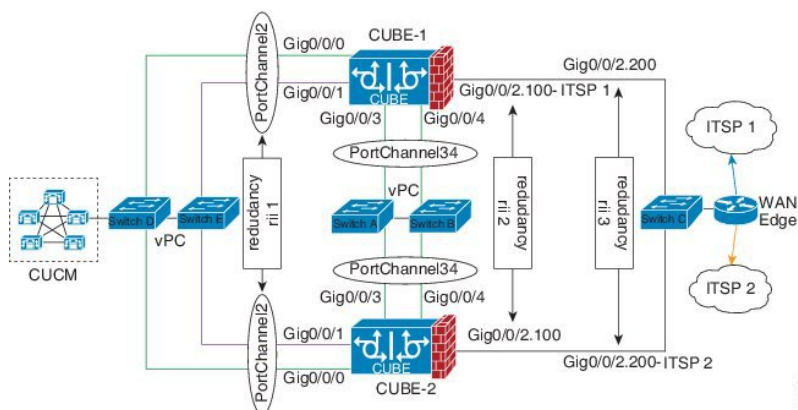 CUBE-1
Gig0/0/0
PortChannel2
Gig0/0/1
CUBE
Gig0/0/3
Gig0/0/4
Gig0/0/2.200
Gig0/0/2.100- ITSP 1
PortChannel34
vPC
redudancy
rii 1
redudancy
rii 2
redudancy
rii 3
ITSP 1
Switch D
Switch E
vPC
CUCM
Switch A
Switch B
Switch C
WAN
Edge
ITSP 2
PortChannel34
Gig0/0/3
Gig0/0/4
PortChannel2
Gig0/0/1
Gig0/0/0
CUBE
CUBE-2
Gig0/0/2.100
Gig0/0/2.200- ITSP 2